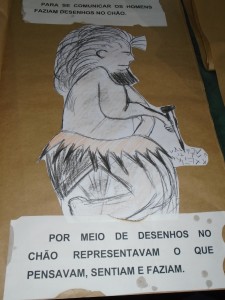 PARA SE COMUNICAR OS HOMENS
FAZIAM DESENHOS NO CHÃO.
POR MEIO DE DESENHOS NO
CHÃO REPRESENTAVAM O QUE
PENSAVAM, SENTIAM E FAZIAM.